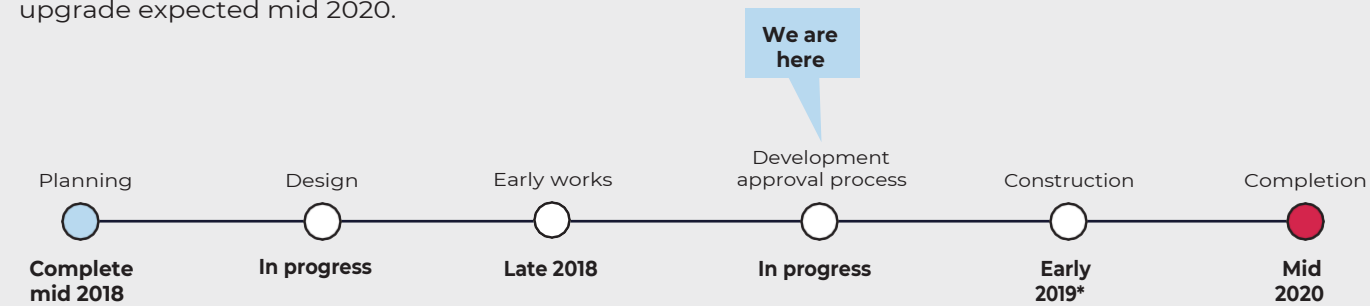 upgrade expected mid 2020.
We are
here
Planning
Design
Early works
Development
approval process
Construction
Completion
Complete
mid 2018
In progress
Late 2018
In progress
Early
2019*
Mid
2020